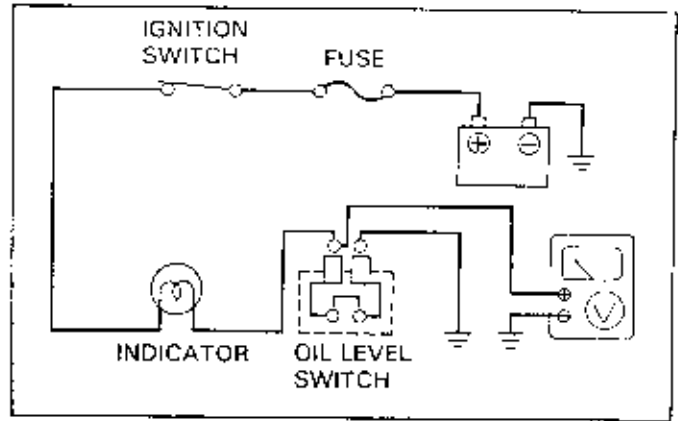 IGNITION
SWITCH
FUSE
+ −
+
−
V
INDICATOR
OIL LEVEL
SWITCH